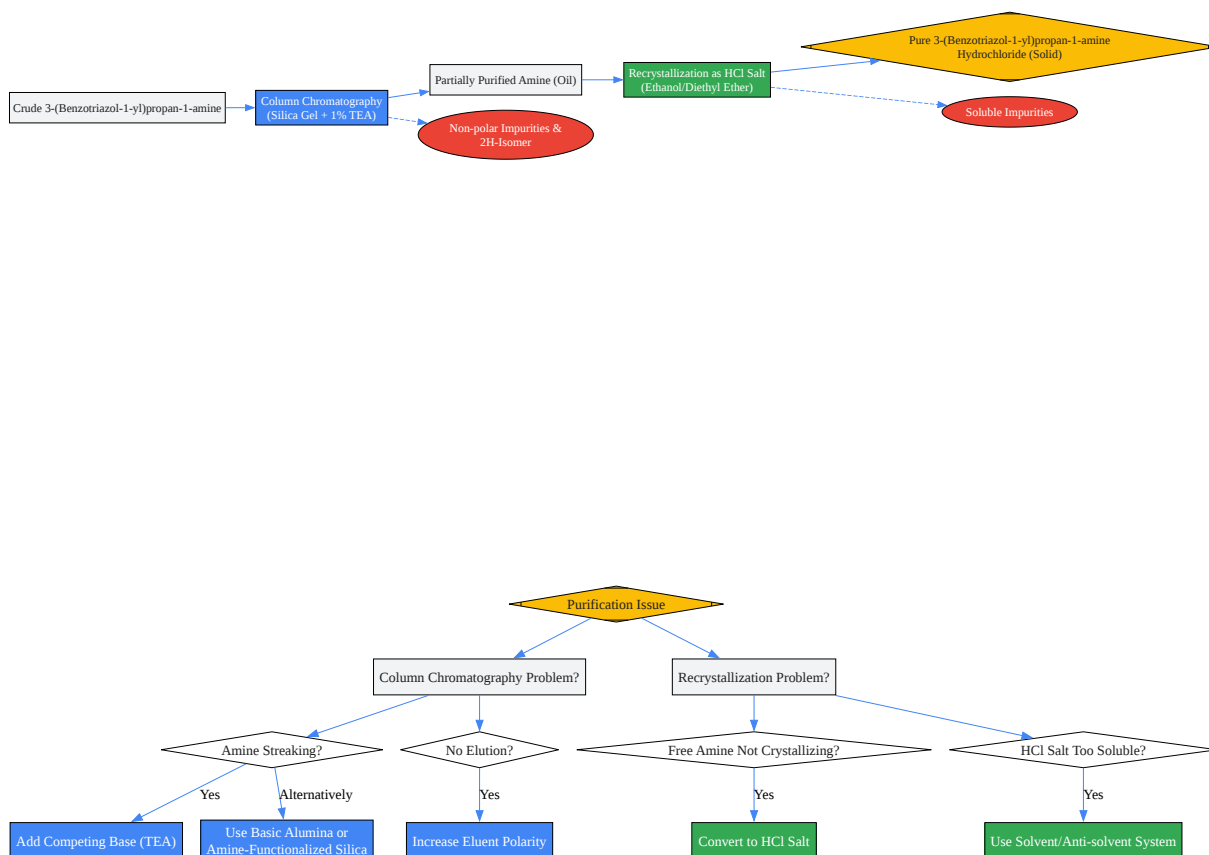 Pure 3-(Benzotriazol-1-yl)propan-1-amine
Hydrochloride (Solid)
Partially Purified Amine (Oil)
Recrystallization as HCl Salt
(Ethanol/Diethyl Ether)
Crude 3-(Benzotriazol-1-yl)propan-1-amine
Column Chromatography
(Silica Gel + 1% TEA)
Soluble Impurities
Non-polar Impurities &
2H-Isomer
Purification Issue
Column Chromatography Problem?
Recrystallization Problem?
Amine Streaking?
No Elution?
Free Amine Not Crystallizing?
HCl Salt Too Soluble?
Yes
Alternatively
Yes
Yes
Yes
Add Competing Base (TEA)
Use Basic Alumina or
Amine-Functionalized Silica
Increase Eluent Polarity
Convert to HCl Salt
Use Solvent/Anti-solvent System